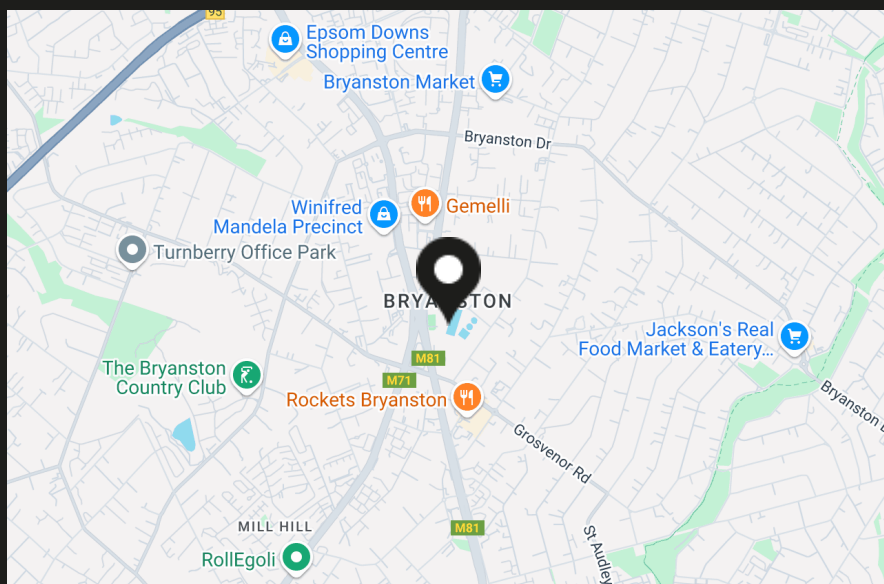 95
Epsom Downs
Shopping Centre
Bryanston Market
Bryanston Dr
Winifred
Mandela Precinct
Gemelli
Turnberry Office Park
BRYANSTON
Jackson's Real
Food Market & Eatery...
M81
The Bryanston
Country Club
M71
Rockets Bryanston
Bryanston
Grosvenor Rd
MILL HILL
M81
St Audley
RollEgoli